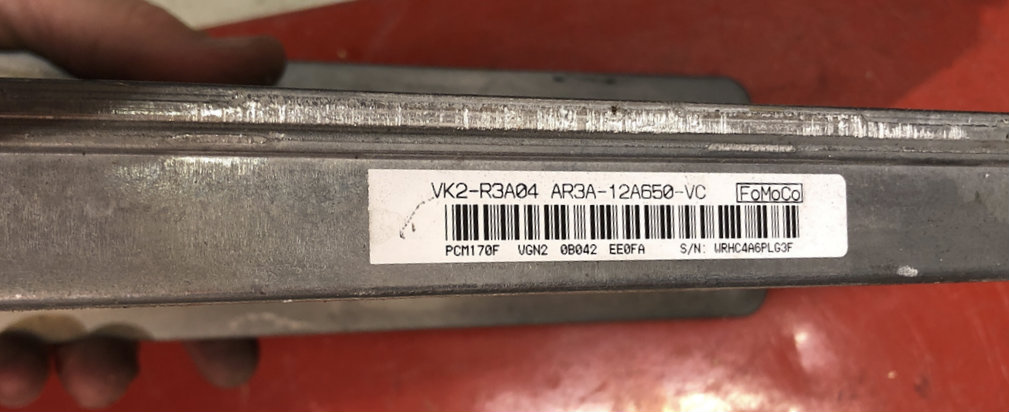 VK2-R3A04 AR3A-12A650-VC FoMoCo
PCM170F VGN2 0B042 EE0FA S/N: WRHC4A6PLG3F